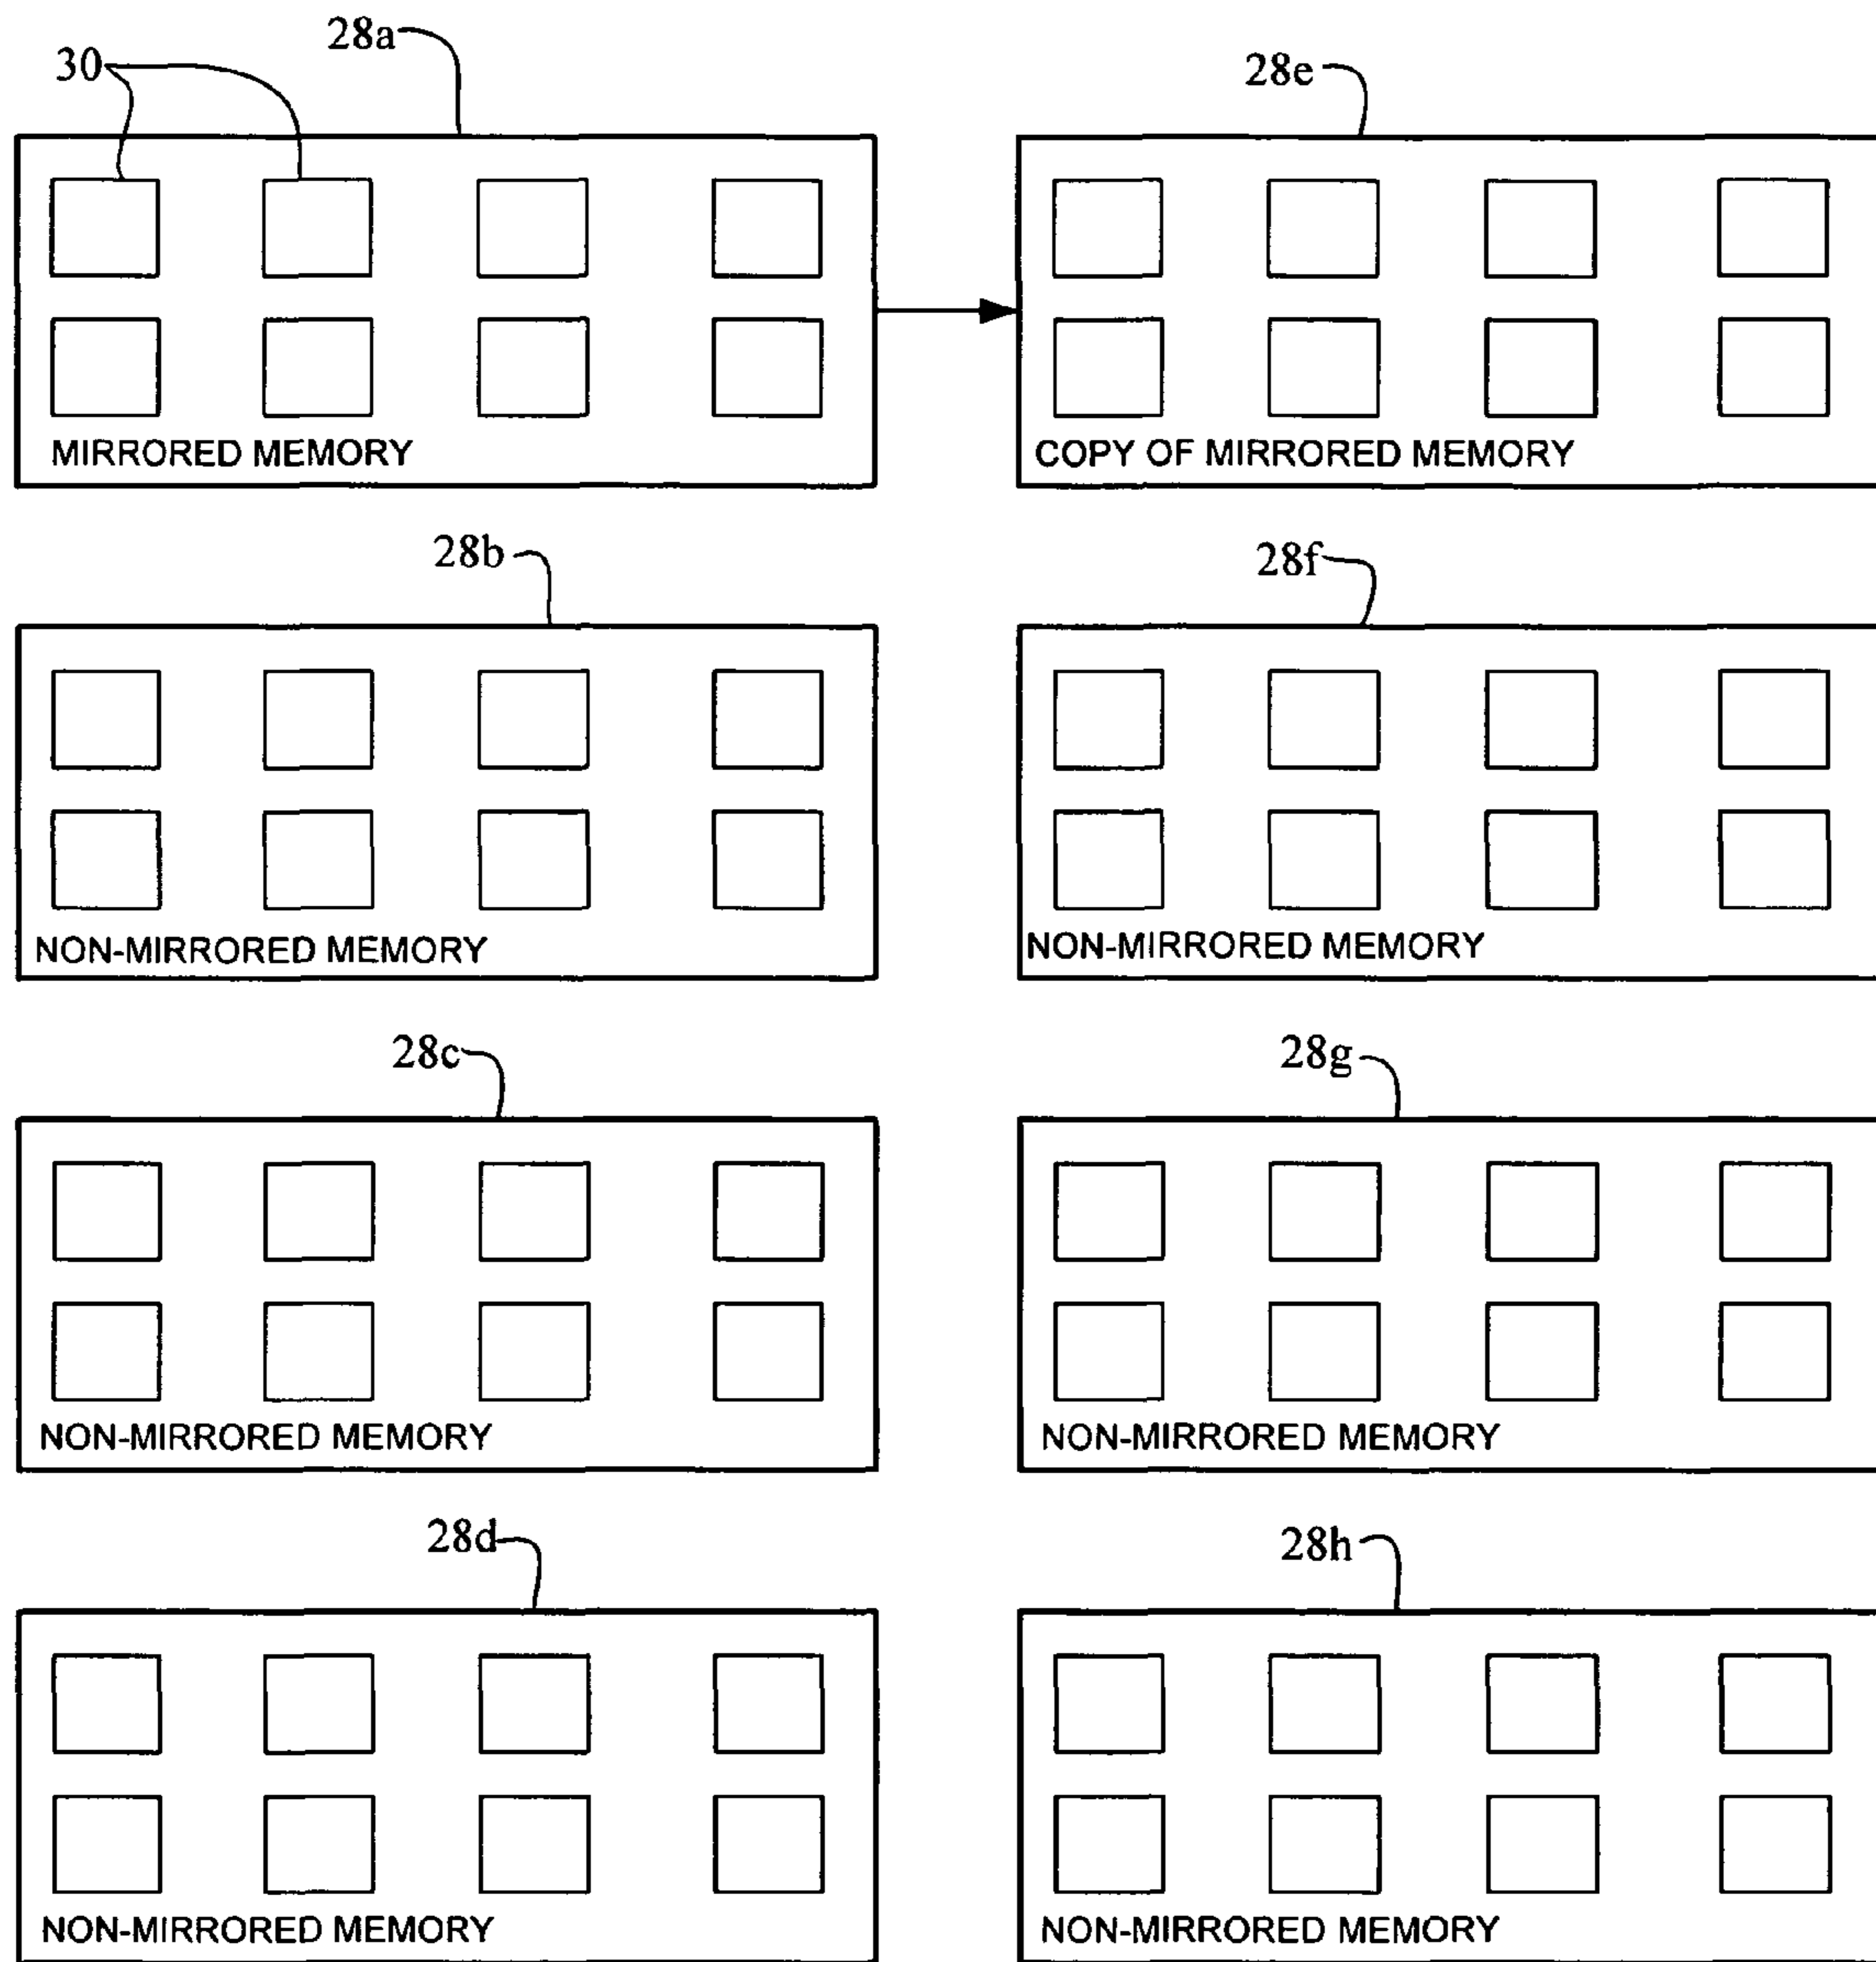 28a
30
28e
MIRRORED MEMORY
COPY OF MIRRORED MEMORY
28b
28f
NON-MIRRORED MEMORY
NON-MIRRORED MEMORY
28c
28g
NON-MIRRORED MEMORY
NON-MIRRORED MEMORY
28d
28h
NON-MIRRORED MEMORY
NON-MIRRORED MEMORY